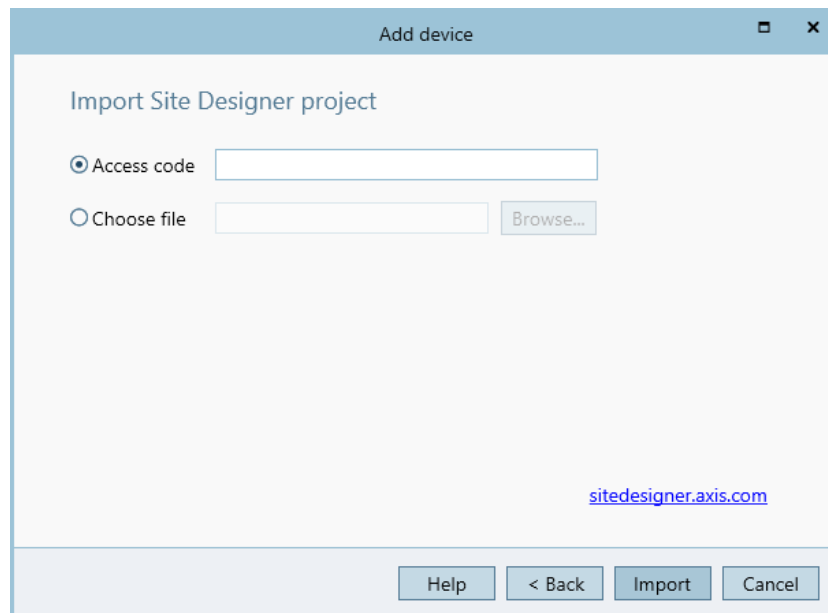 Add device
Import Site Designer project
Access code
Choose file
Browse...
sitedesigner.axis.com
Help
< Back
Import
Cancel